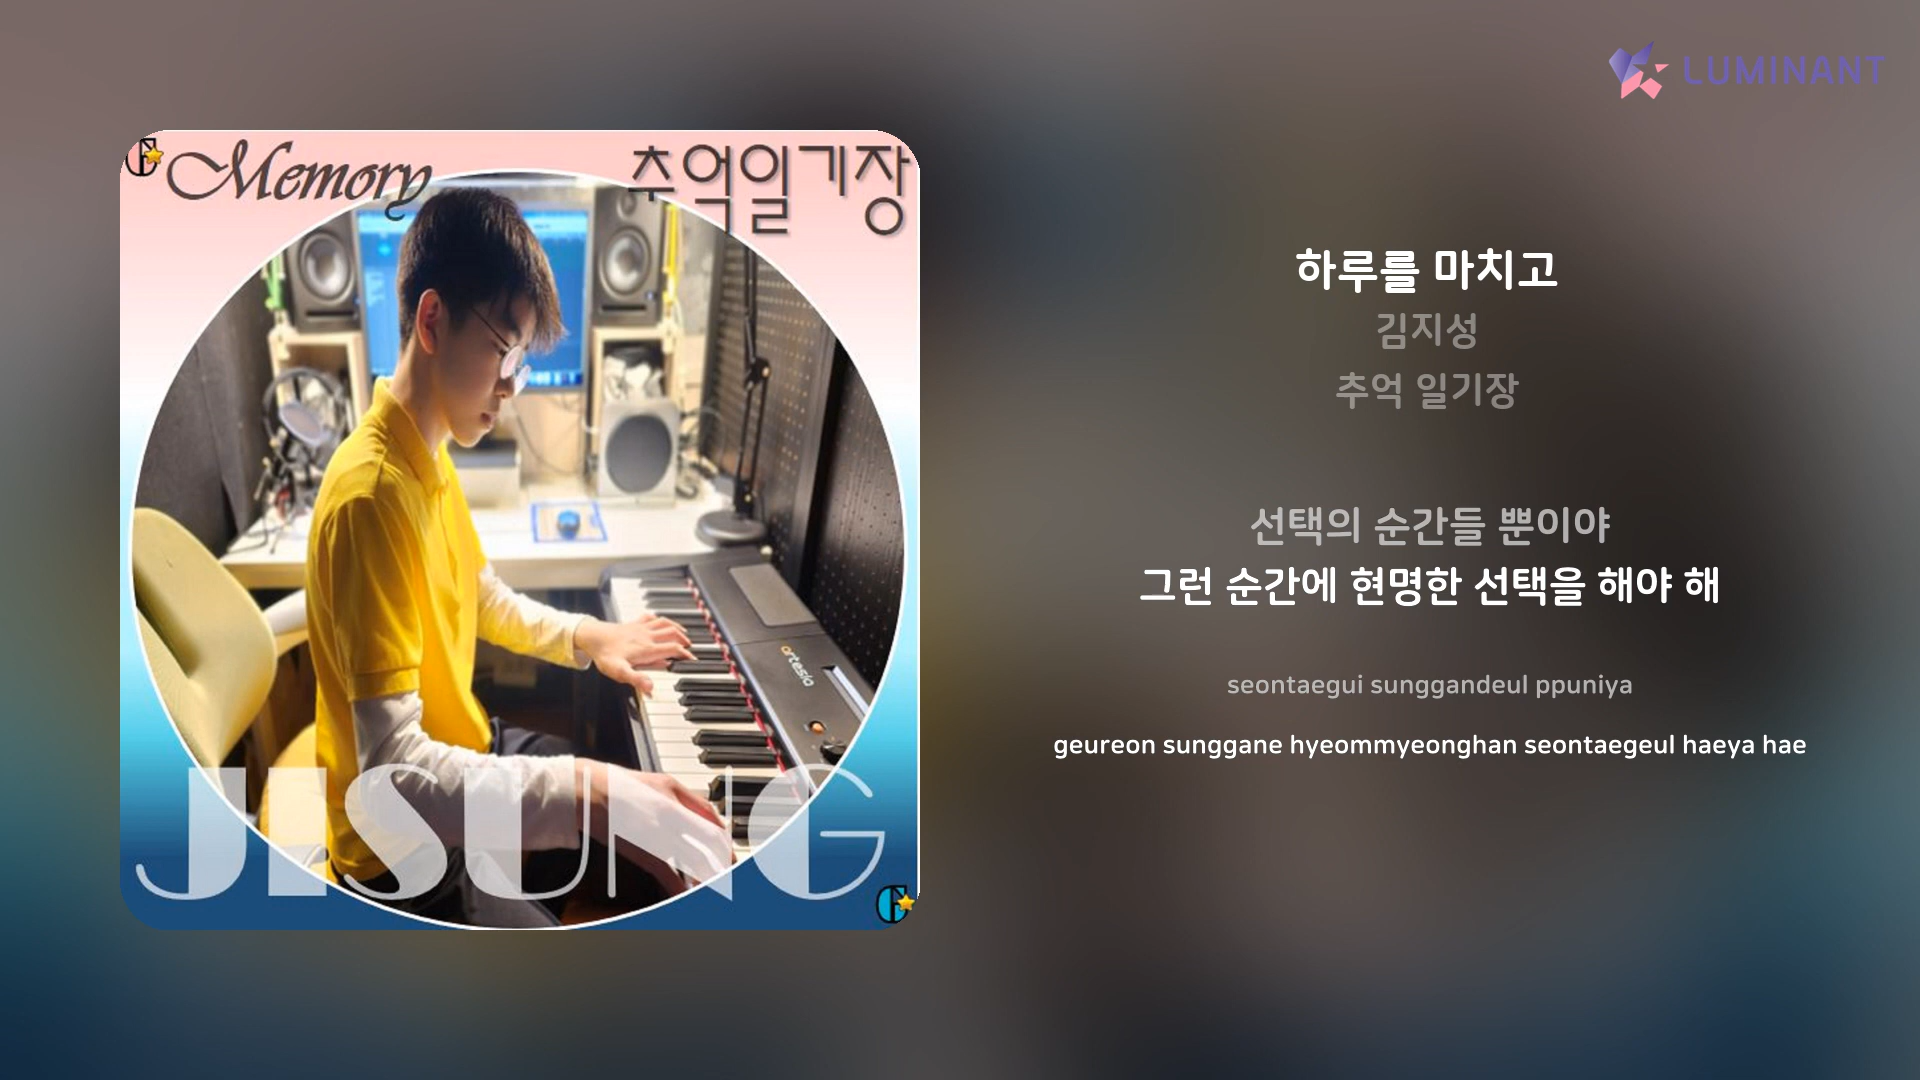 LUMINANT
Memory
추억일기장
artesia
JISUNG
하루를 마치고
김지성
추억 일기장
선택의 순간들 뿐이야
그런 순간에 현명한 선택을 해야 해
seontaegui sunggandeul ppuniya
geureon sunggane hyeommyeonghan seontaegeul haeya hae